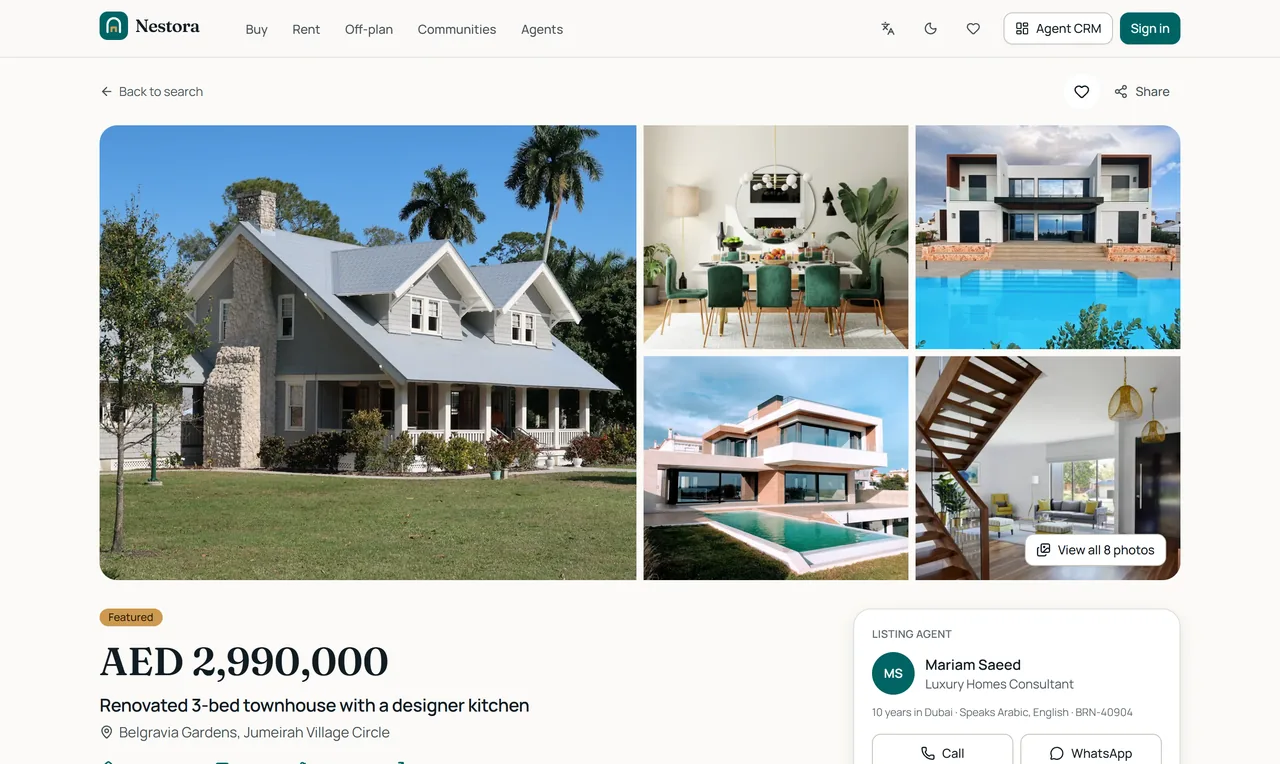 Nestora
Buy
Rent
Off-plan
Communities
Agents
Agent CRM
Sign in
Back to search
Share
View all 8 photos
Featured
AED 2,990,000
Renovated 3-bed townhouse with a designer kitchen
Belgravia Gardens, Jumeirah Village Circle
LISTING AGENT
MS
Mariam Saeed
Luxury Homes Consultant
10 years in Dubai · Speaks Arabic, English · BRN-40904
Call
WhatsApp